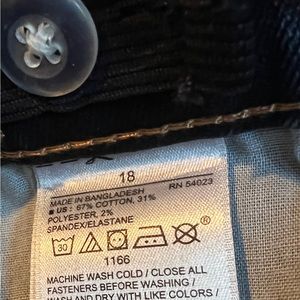 18
MADE IN BANGLADESH RN 54023
■ US : 67% COTTON, 31%
POLYESTER, 2%
SPANDEX/ELASTANE
30
1166
MACHINE WASH COLD / CLOSE ALL
FASTENERS BEFORE WASHING /
WASH AND DRY WITH LIKE COLORS /